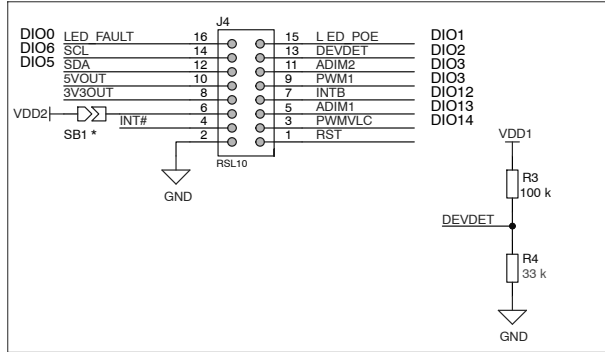 J4
DIO0 LED_FAULT 16 15 LED_POE DIO1
DIO6 SCL 14 13 DEVDET DIO2
DIO5 SDA 12 11 ADIM2 DIO3
5VOUT 10 9 PWM1 DIO3
3V3OUT 8 7 INTB DIO12
VDD2 6 5 ADIM1 DIO13
SB1 * INT# 4 3 PWMVLC DIO14
2 1 RST
RSL10
GND
VDD1
R3
100 k
DEVDET
R4
33 k
GND